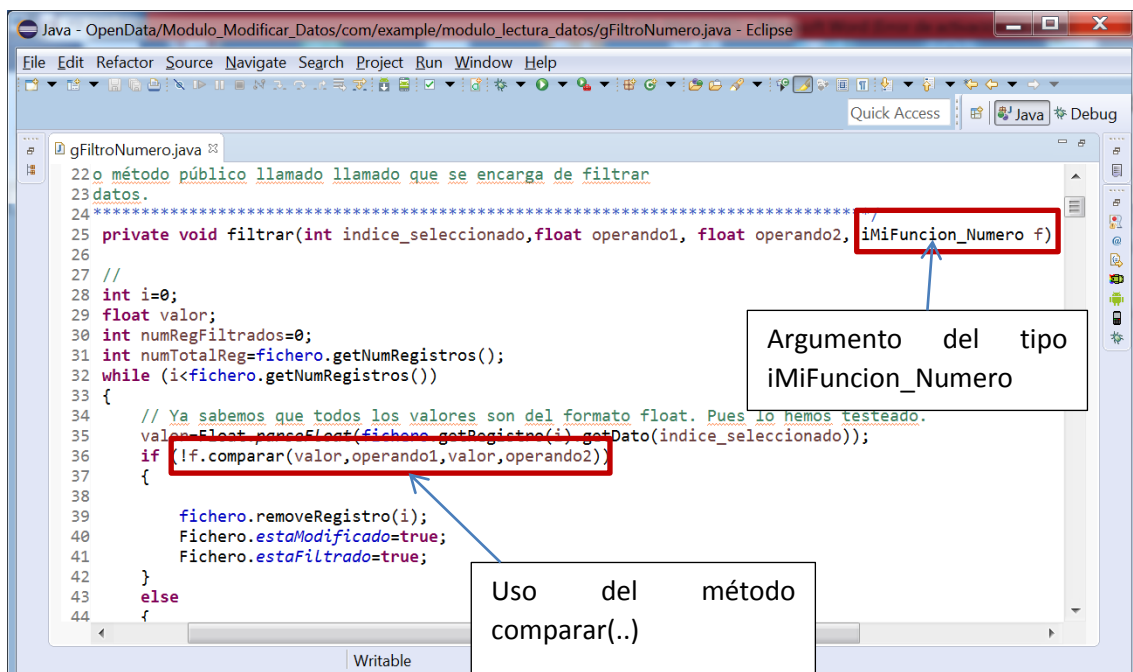 Java - OpenData/Modulo_Modificar_Datos/com/example/modulo_lectura_datos/gFiltroNumero.java - Eclipse
File Edit Refactor Source Navigate Search Project Run Window Help
Quick Access Java Debug
gFiltroNumero.java
22 o método público llamado llamado que se encarga de filtrar
23 datos.
24 *********************************************************************************/
25 private void filtrar(int indice_seleccionado,float operando1, float operando2, iMiFuncion_Numero f)
26
27 //
28 int i=0;
29 float valor;
30 int numRegFiltrados=0;
31 int numTotalReg=fichero.getNumRegistros();
32 while (i<fichero.getNumRegistros())
33 {
34 // Ya sabemos que todos los valores son del formato float. Pues lo hemos testeado.
35 valor=Float.parseFloat(fichero.getRegistro(i).getDato(indice_seleccionado));
36 if (!f.comparar(valor,operando1,valor,operando2))
37 {
38
39 fichero.removeRegistro(i);
40 Fichero.estaModificado=true;
41 Fichero.estaFiltrado=true;
42 }
43 else
44 {
Argumento del tipo
iMiFuncion_Numero
Uso del método
comparar(..)
Writable